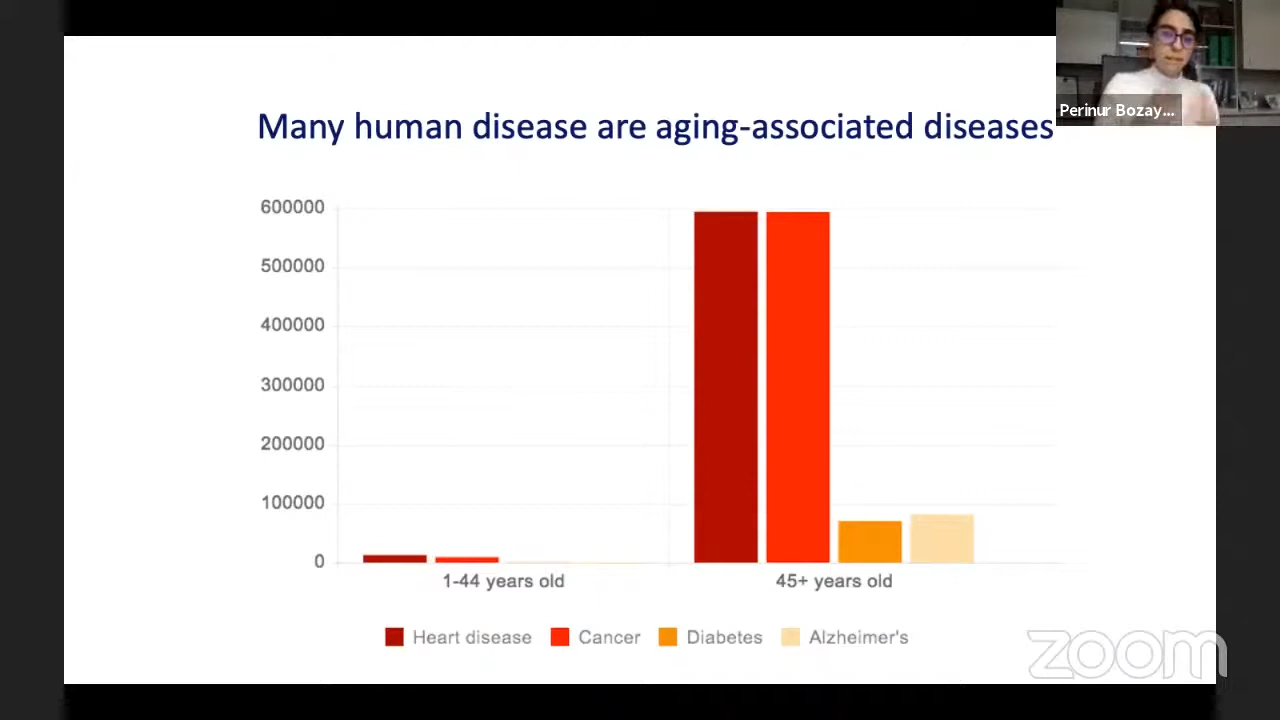 Perinur Bozay...
Many human disease are aging-associated diseases
600000
500000
400000
300000
200000
100000
0
1-44 years old
45+ years old
Heart disease
Cancer
Diabetes
Alzheimer's
zoom